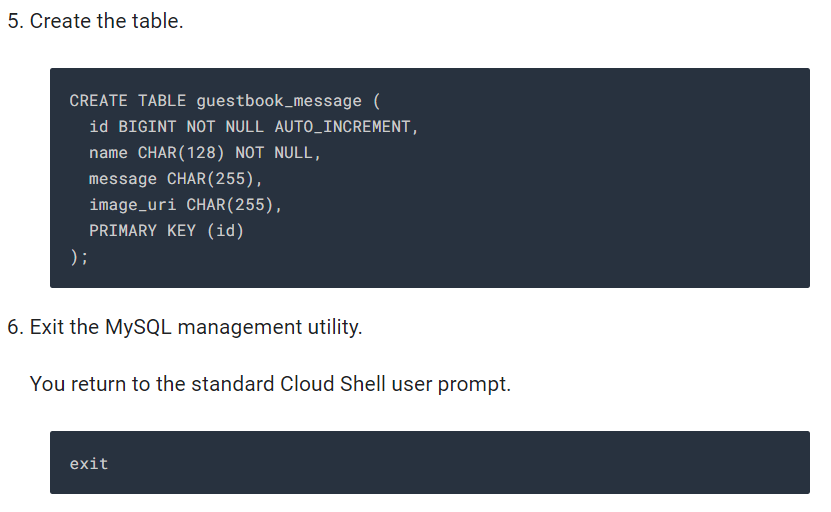 5. Create the table.
CREATE TABLE guestbook_message (
id BIGINT NOT NULL AUTO_INCREMENT,
name CHAR(128) NOT NULL,
message CHAR(255),
image_uri CHAR(255),
PRIMARY KEY (id)
);
6. Exit the MySQL management utility.
You return to the standard Cloud Shell user prompt.
exit